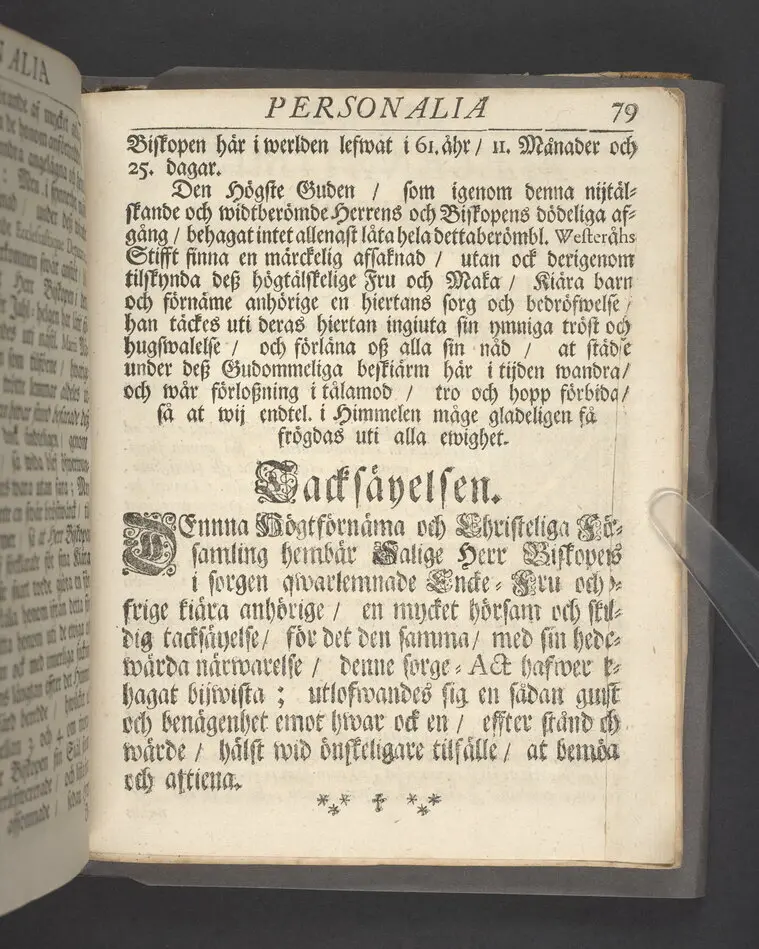 PERSONALIA 79
Biskopen här i werlden lefwat i 61. åhr / 11. Månader och
25. dagar.
Den Högste Guden / som igenom denna nijtäl-
skande och widtberömde Herrens och Biskopens dödeliga af-
gång / behagat intet allenast låta hela detta berömbl. Westeråhs
Stifft finna en märckelig afsaknad / utan ock derigenom
tilskynda deß högtälskelige Fru och Maka / Kiära barn
och förnäme anhörige en hiertans sorg och bedröfwelse /
han täckes uti deras hiertan ingiuta sin ymniga tröst och
hugswalelse / och förläna oß alla sin nåd / at städse
under deß Gudommeliga beskiärm här i tijden wandra /
och wår förloßning i tålamod / tro och hopp förbida /
så at wij endtel. i Himmelen måge gladeligen få
frögdas uti alla ewighet.
Tacksäyelsen.
DEnnna Högtförnäma och Christeliga För-
samling hembär Salige Herr Biskopens
i sorgen qwarlemnade Encke-Fru och
frige kiära anhörige / en mycket hörsam och skyl-
dig tacksäyelse / för det den samma / med sin heder-
wärda närwarelse / denne sorge-Act hafwer be-
hagat bijwista ; utlofwandes sig en sådan gunst
och benägenhet emot hwar ock en / effter stånd och
wärde / hälst wid önskeligare tilfälle / at bemöta
och aftiena.